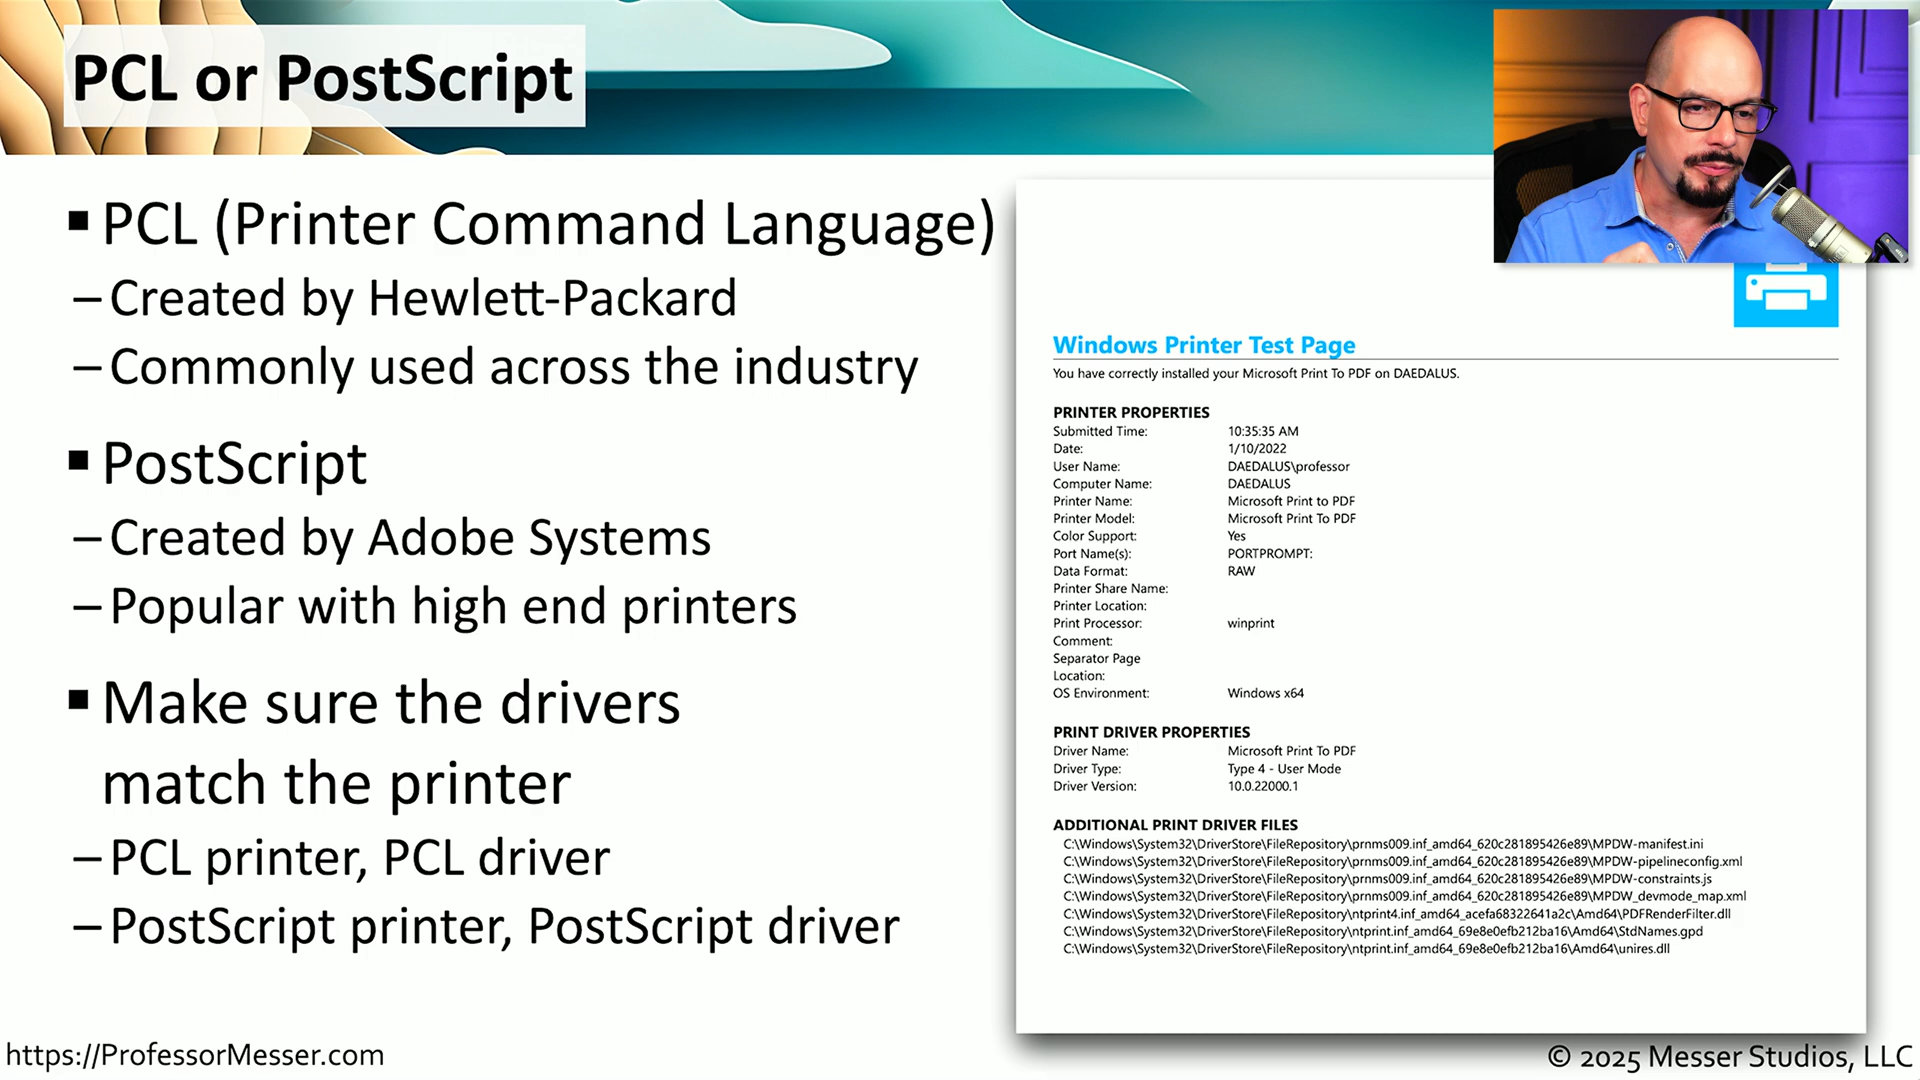 PCL or PostScript
▪ PCL (Printer Command Language)
– Created by Hewlett-Packard
– Commonly used across the industry
▪ PostScript
– Created by Adobe Systems
– Popular with high end printers
▪ Make sure the drivers
match the printer
– PCL printer, PCL driver
– PostScript printer, PostScript driver
Windows Printer Test Page
You have correctly installed your Microsoft Print To PDF on DAEDALUS.
PRINTER PROPERTIES
Submitted Time: 10:35:35 AM
Date: 1/10/2022
User Name: DAEDALUS\professor
Computer Name: DAEDALUS
Printer Name: Microsoft Print to PDF
Printer Model: Microsoft Print To PDF
Color Support: Yes
Port Name(s): PORTPROMPT:
Data Format: RAW
Printer Share Name:
Printer Location:
Print Processor: winprint
Comment:
Separator Page
Location:
OS Environment: Windows x64
PRINT DRIVER PROPERTIES
Driver Name: Microsoft Print To PDF
Driver Type: Type 4 - User Mode
Driver Version: 10.0.22000.1
ADDITIONAL PRINT DRIVER FILES
C:\Windows\System32\DriverStore\FileRepository\prnms009.inf_amd64_620c281895426e89\MPDW-manifest.ini
C:\Windows\System32\DriverStore\FileRepository\prnms009.inf_amd64_620c281895426e89\MPDW-pipelineconfig.xml
C:\Windows\System32\DriverStore\FileRepository\prnms009.inf_amd64_620c281895426e89\MPDW-constraints.js
C:\Windows\System32\DriverStore\FileRepository\prnms009.inf_amd64_620c281895426e89\MPDW_devmode_map.xml
C:\Windows\System32\DriverStore\FileRepository\ntprint4.inf_amd64_acefa68322641a2c\Amd64\PDFRenderFilter.dll
C:\Windows\System32\DriverStore\FileRepository\ntprint.inf_amd64_69e8e0efb212ba16\Amd64\StdNames.gpd
C:\Windows\System32\DriverStore\FileRepository\ntprint.inf_amd64_69e8e0efb212ba16\Amd64\unires.dll
https://ProfessorMesser.com
© 2025 Messer Studios, LLC